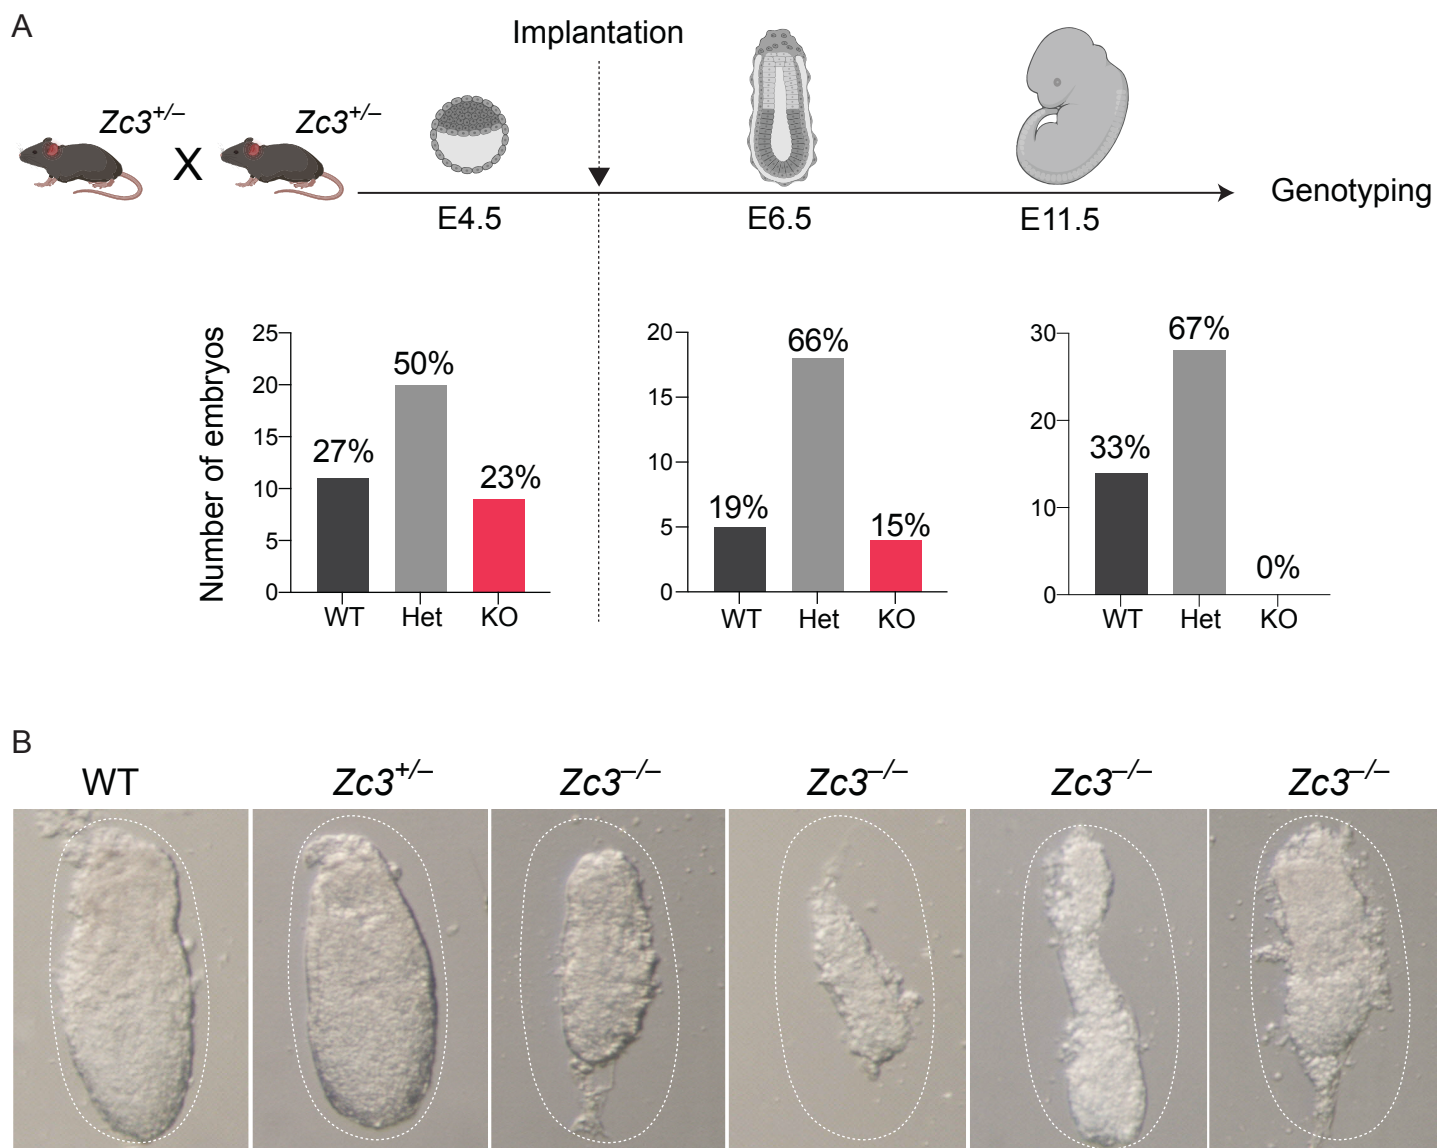 A
Implantation
Zc3+/–
X
Zc3+/–
E4.5
E6.5
E11.5
Genotyping
Number of embryos
25
20
15
10
5
0
27%
50%
23%
WT
Het
KO
20
15
10
5
0
19%
66%
15%
WT
Het
KO
30
20
10
0
33%
67%
0%
WT
Het
KO
B
WT
Zc3+/–
Zc3–/–
Zc3–/–
Zc3–/–
Zc3–/–